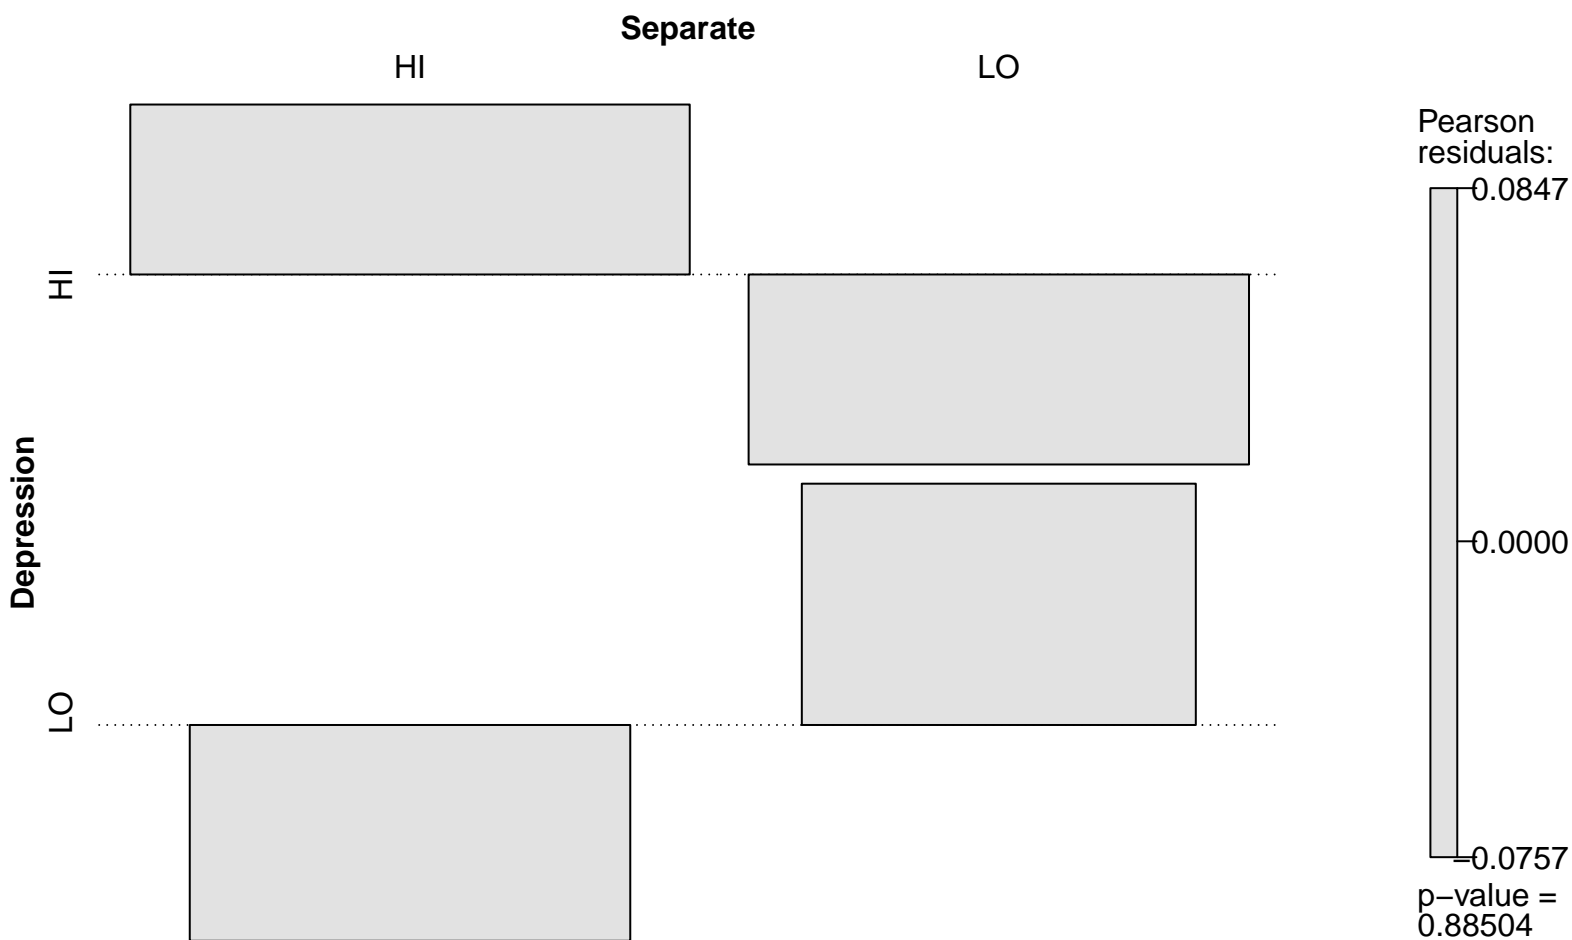 Separate
HI
LO
HI
Depression
LO
Pearson
residuals:
0.0847
0.0000
−0.0757
p−value =
0.88504